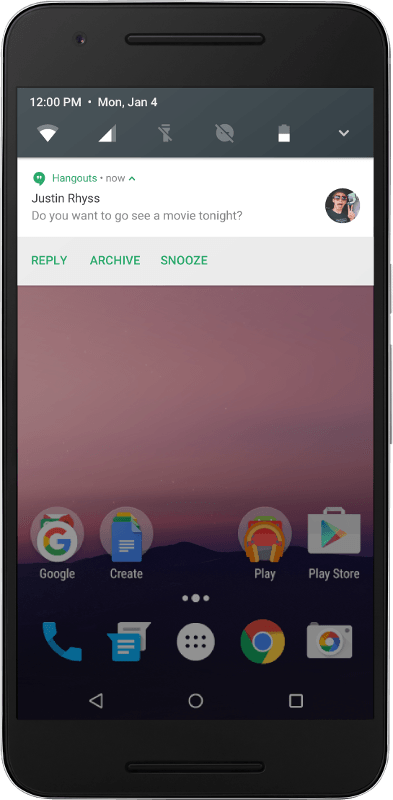 12:00 PM • Mon, Jan 4
Hangouts • now
Justin Rhyss
Do you want to go see a movie tonight?
REPLY ARCHIVE SNOOZE
Google Create Play Play Store